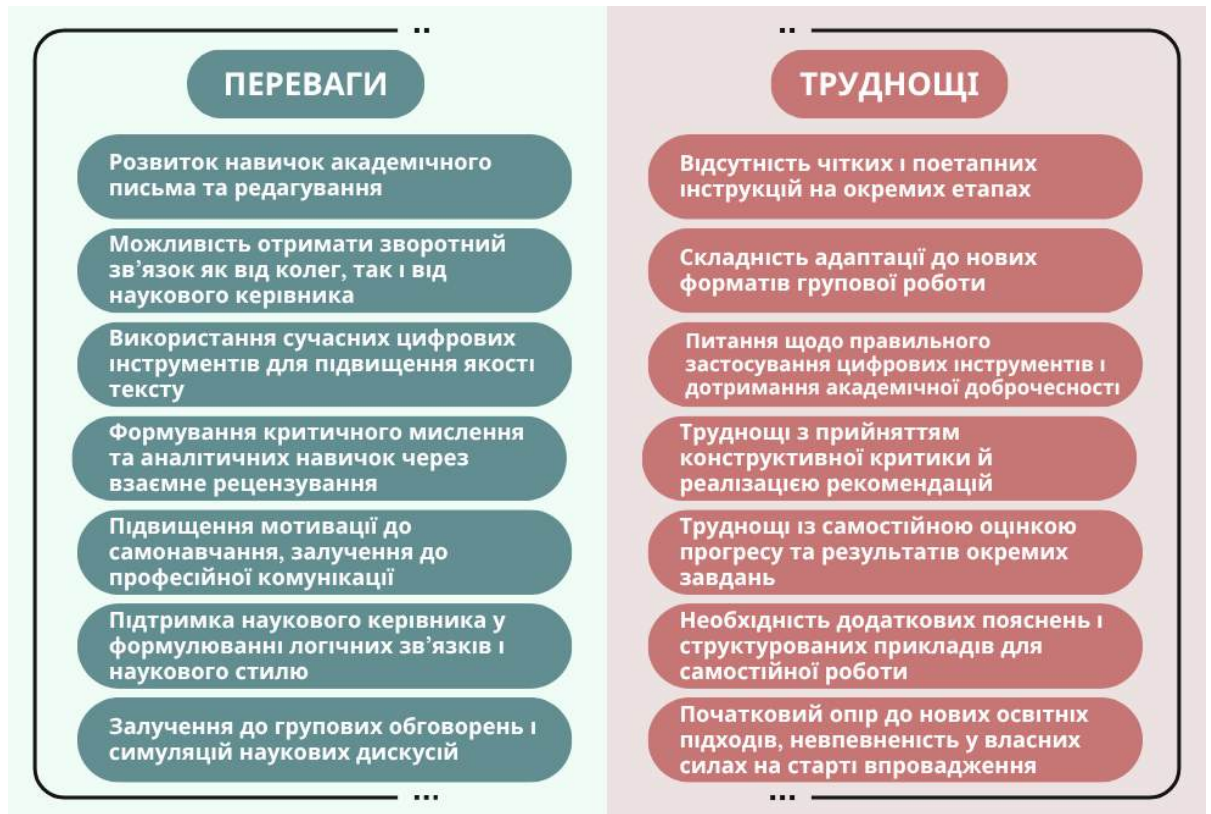 ПЕРЕВАГИ
Розвиток навичок академічного
письма та редагування
Можливість отримати зворотний
зв’язок як від колег, так і від
наукового керівника
Використання сучасних цифрових
інструментів для підвищення якості
тексту
Формування критичного мислення
та аналітичних навичок через
взаємне рецензування
Підвищення мотивації до
самонавчання, залучення до
професійної комунікації
Підтримка наукового керівника у
формулюванні логічних зв’язків і
наукового стилю
Залучення до групових обговорень і
симуляцій наукових дискусій
ТРУДНОЩІ
Відсутність чітких і поетапних
інструкцій на окремих етапах
Складність адаптації до нових
форматів групової роботи
Питання щодо правильного
застосування цифрових інструментів і
дотримання академічної доброчесності
Труднощі з прийняттям
конструктивної критики й
реалізацією рекомендацій
Труднощі із самостійною оцінкою
прогресу та результатів окремих
завдань
Необхідність додаткових пояснень і
структурованих прикладів для
самостійної роботи
Початковий опір до нових освітніх
підходів, невпевненість у власних
силах на старті впровадження